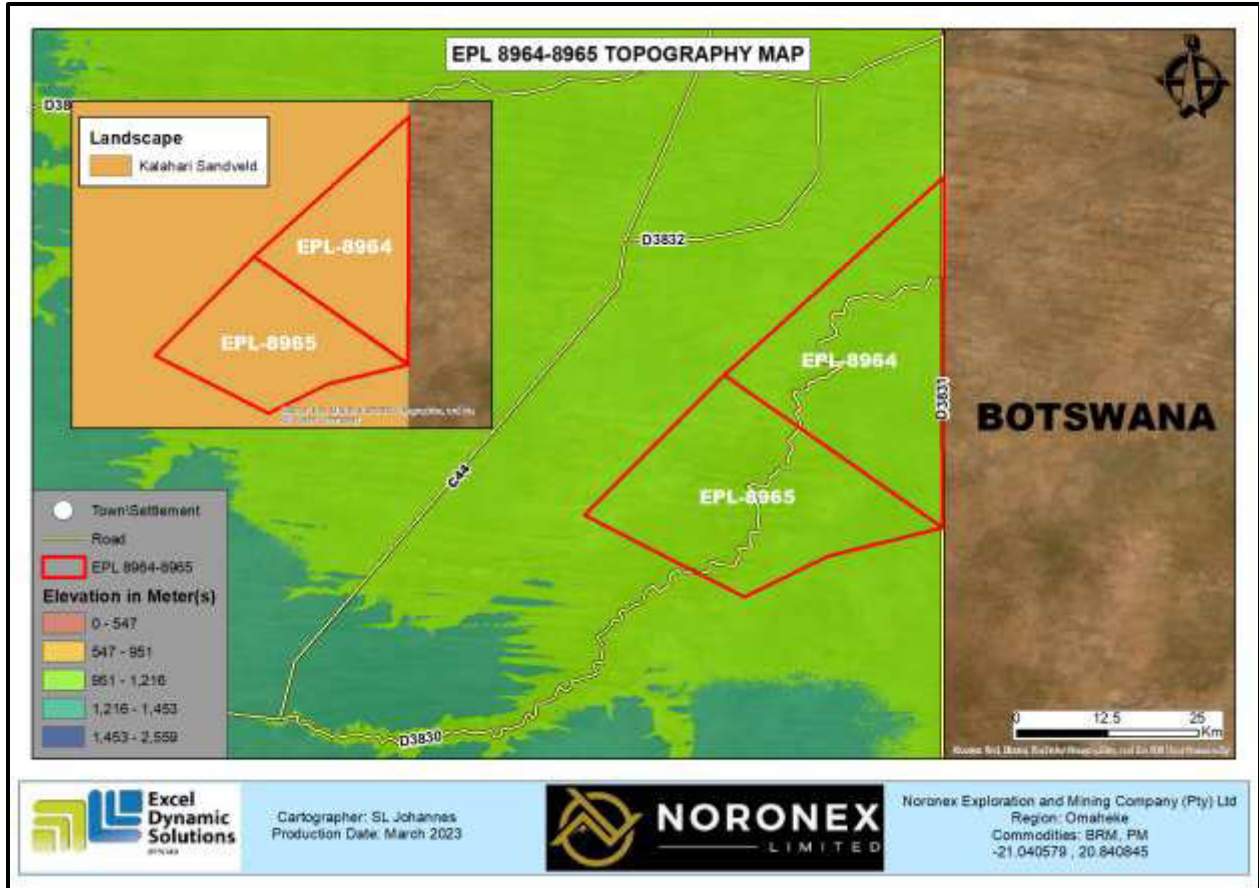 EPL 8964-8965 TOPOGRAPHY MAP
N
D38
Landscape
Kalahari Sandveld
EPL-8964
EPL-8965
D3832
EPL-8964
D3831
BOTSWANA
C44
EPL-8965
Town\Settlement
Road
EPL 8964-8965
Elevation in Meter(s)
0 - 547
547 - 951
951 - 1,216
1,216 - 1,453
1,453 - 2,559
D3830
0 12.5 25
Km
Excel
Dynamic
Solutions
Cartographer: SL Johannes
Production Date: March 2023
NORONEX
LIMITED
Noronex Exploration and Mining Company (Pty) Ltd
Region: Omaheke
Commodities: BRM, PM
-21.040579 , 20.840845